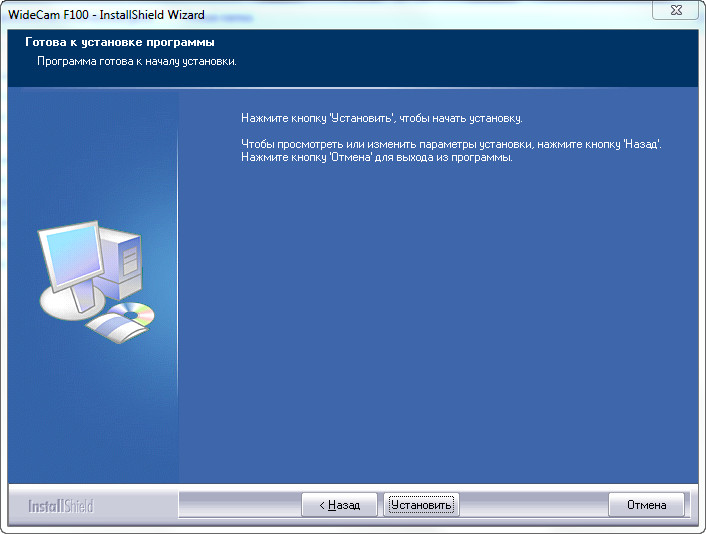 WideCam F100 - InstallShield Wizard
Готова к установке программы
Программа готова к началу установки.
Нажмите кнопку 'Установить', чтобы начать установку.
Чтобы просмотреть или изменить параметры установки, нажмите кнопку 'Назад'.
Нажмите кнопку 'Отмена' для выхода из программы.
InstallShield
< Назад
Установить
Отмена